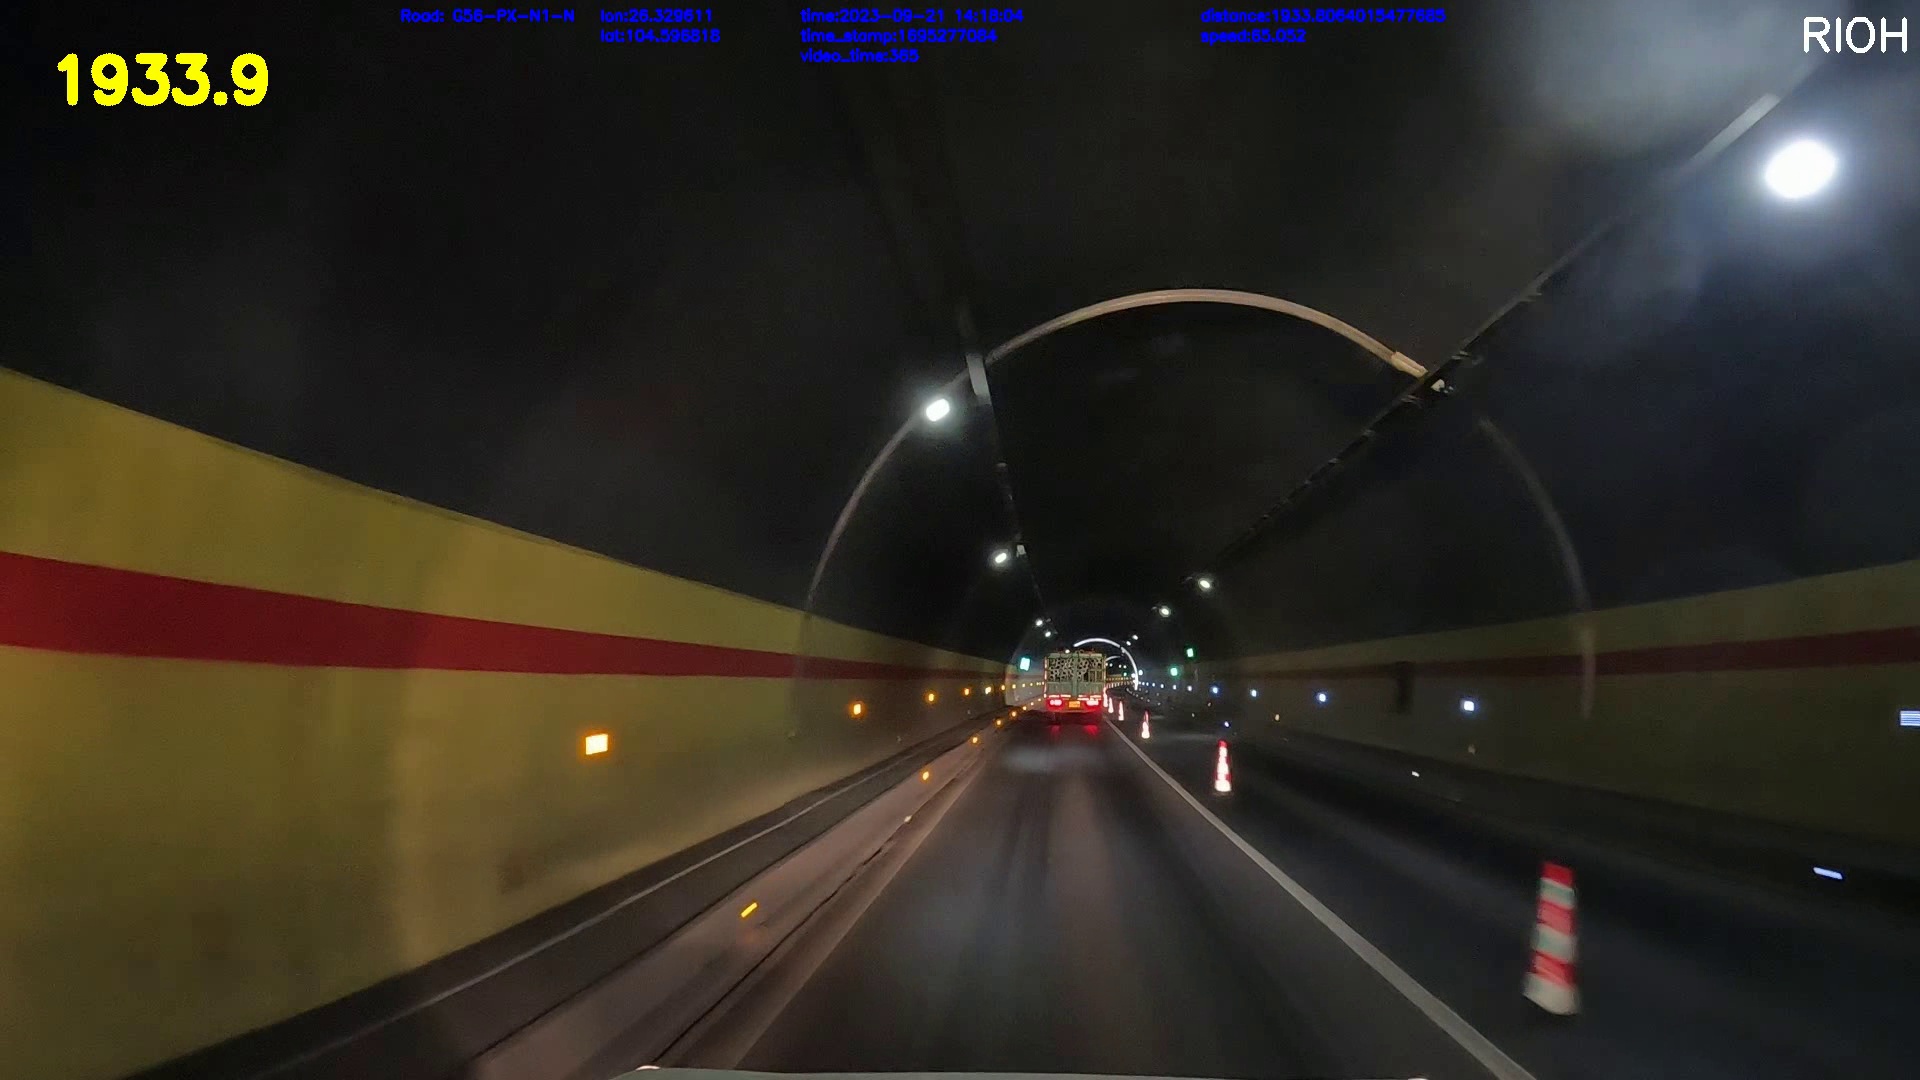 Road: G56-PX-N1-N
lon:26.329611
time:2023-09-21 14:18:04
distance:1933.8064015477685
lat:104.596818
time_stamp:1695277084
speed:65.052
video_time:365
RIOH
1933.9